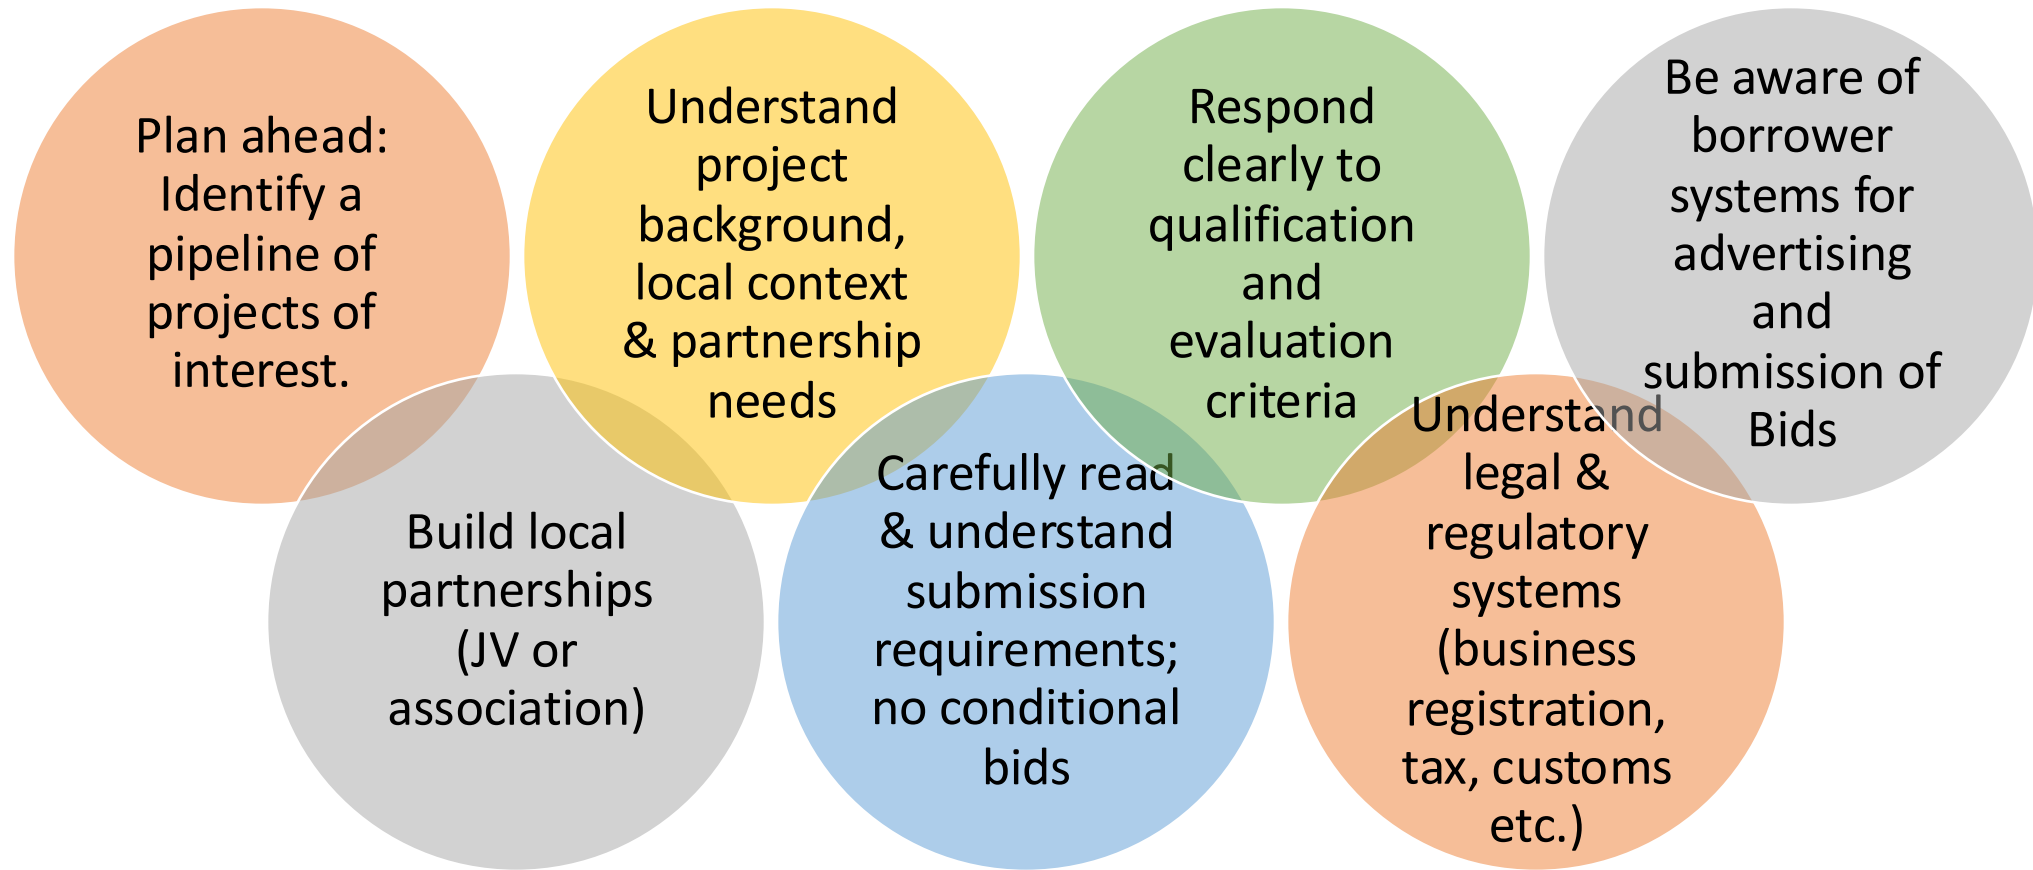 Plan ahead:
Identify a
pipeline of
projects of
interest.
Build local
partnerships
(JV or
association)
Understand
project
background,
local context
& partnership
needs
Carefully read
& understand
submission
requirements;
no conditional
bids
Respond
clearly to
qualification
and
evaluation
criteria
Understand
legal &
regulatory
systems
(business
registration,
tax, customs
etc.)
Be aware of
borrower
systems for
advertising
and
submission of
Bids